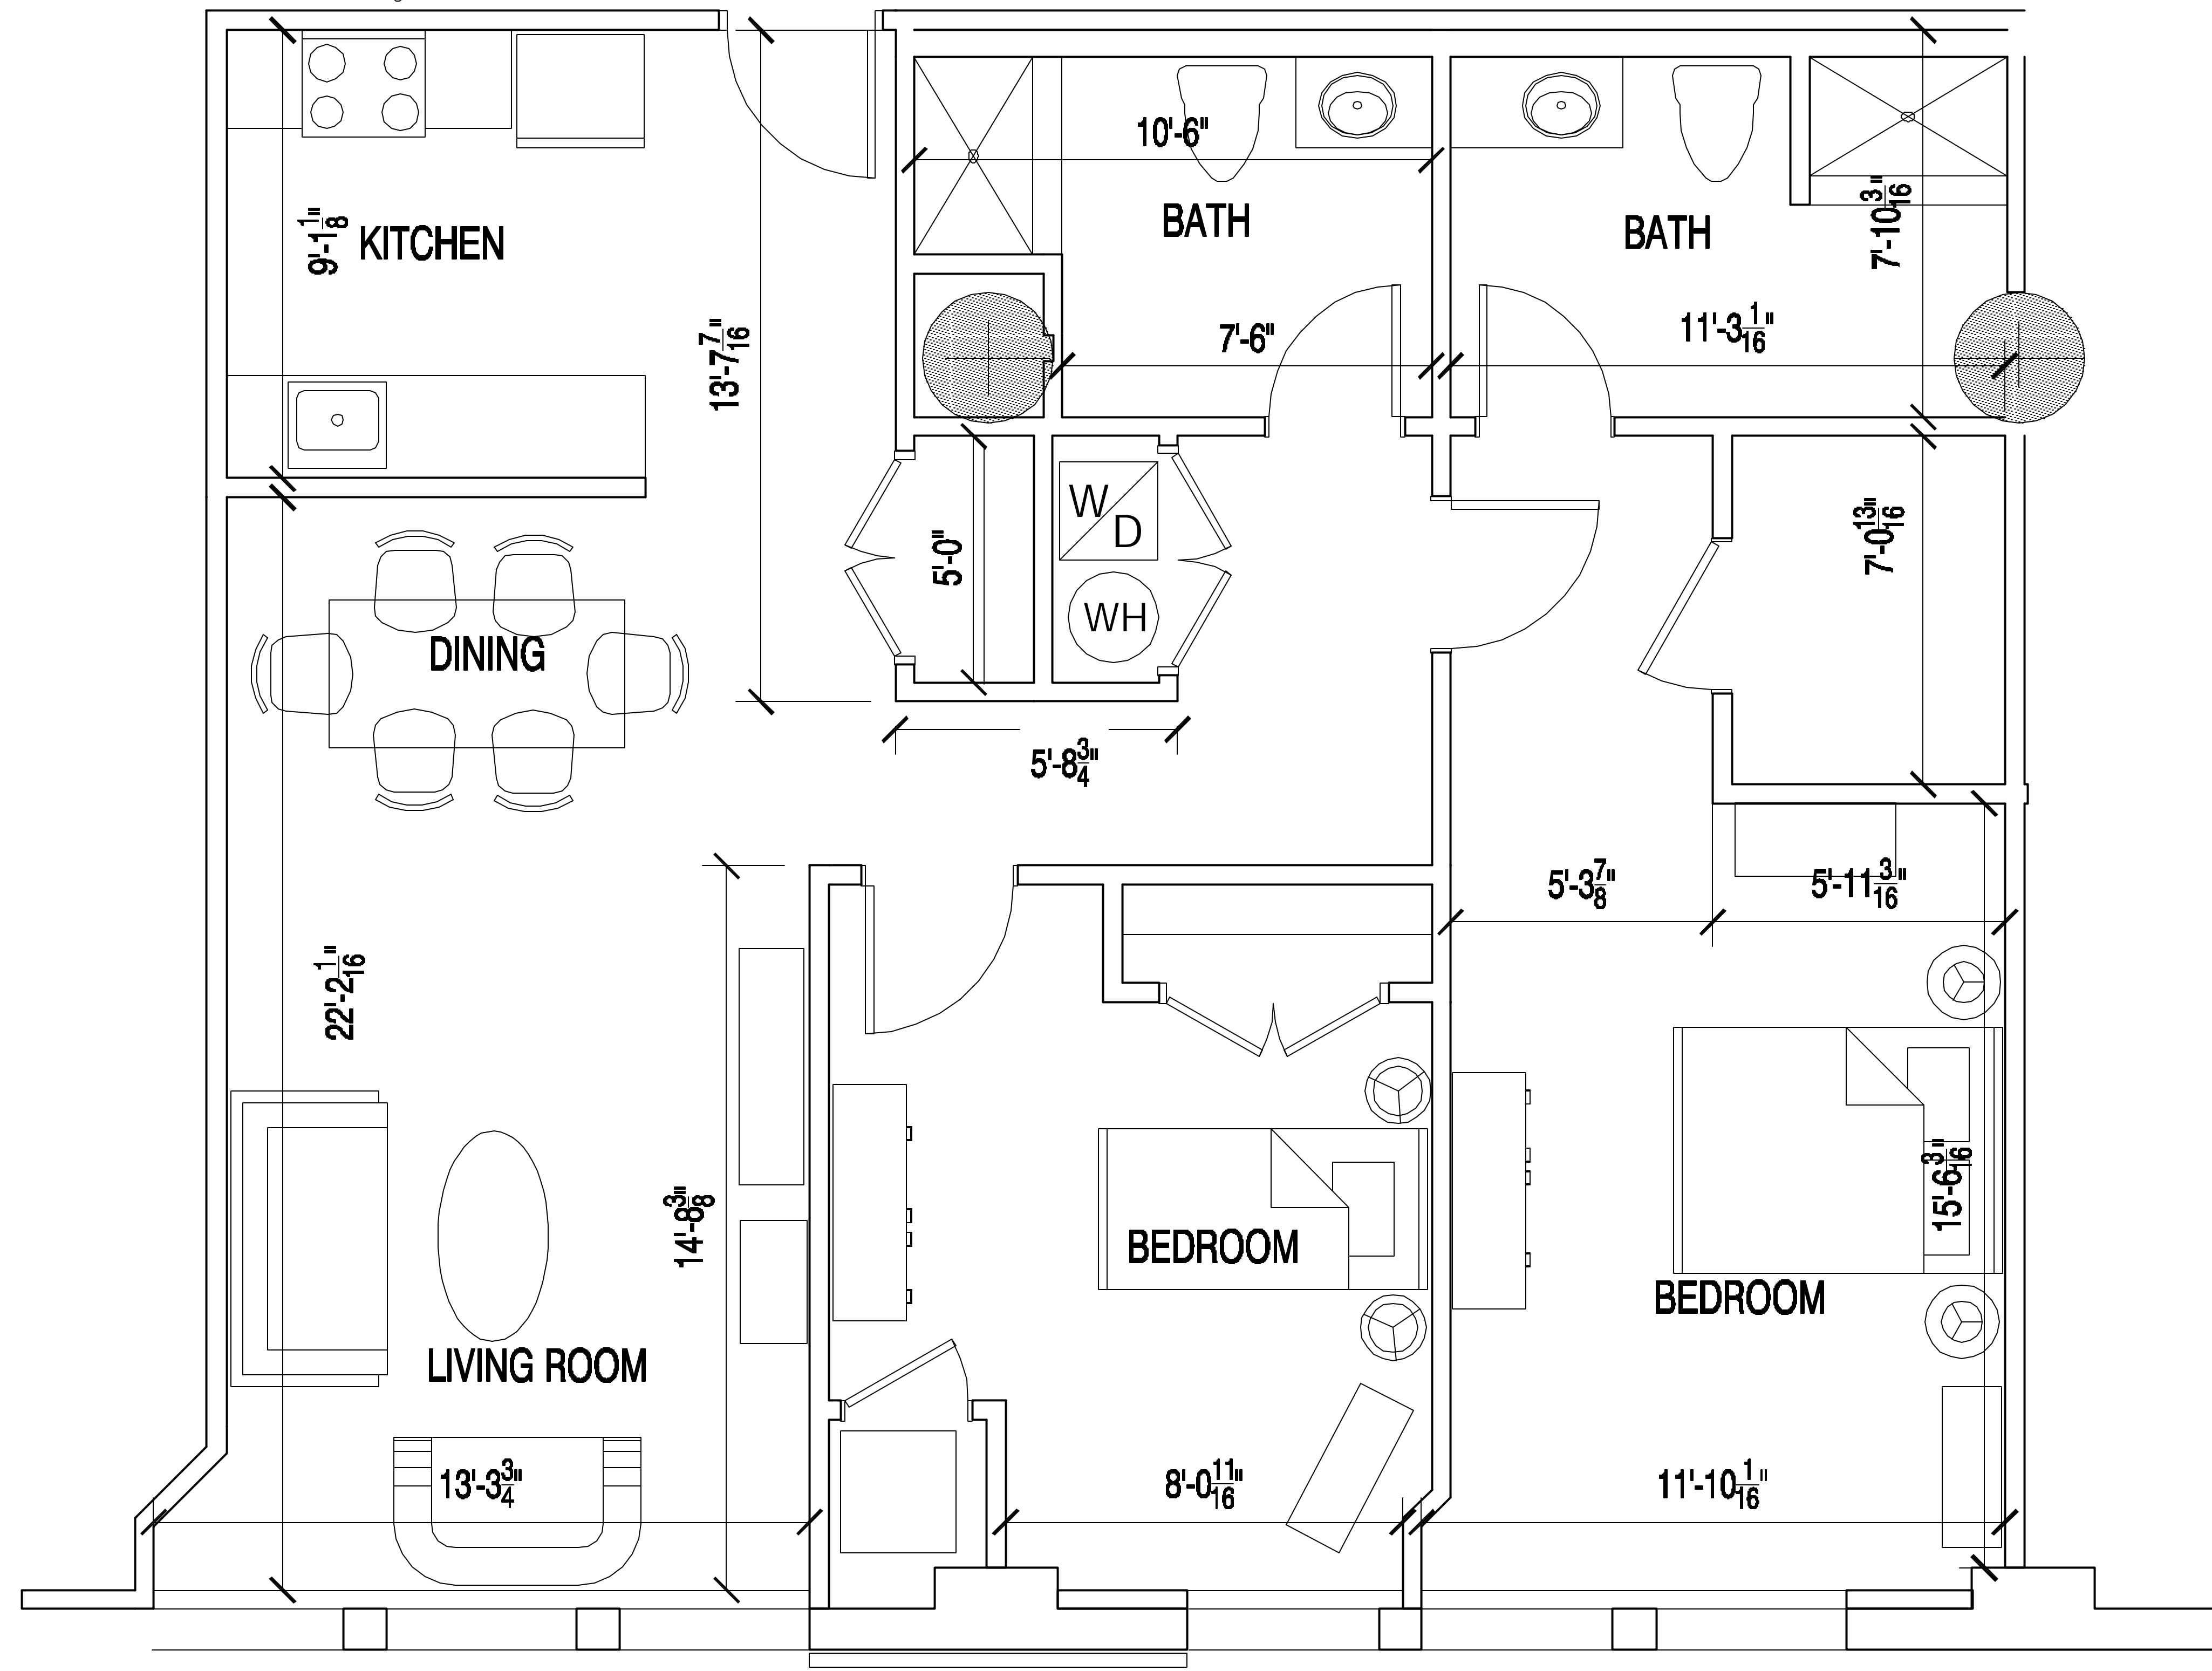 10'-6"
9'-1 1/8"
KITCHEN
BATH
BATH
7'-10 3/16"
13'-7 7/16"
7'-6"
11'-3 1/16"
W
D
5'-0"
7'-0 13/16"
WH
DINING
5'-8 3/4"
5'-3 7/8"
5'-11 3/16"
22'-2 1/16"
14'-8 3/8"
15'-6 3/16"
BEDROOM
BEDROOM
LIVING ROOM
13'-3 3/4"
8'-0 11/16"
11'-10 1/16"